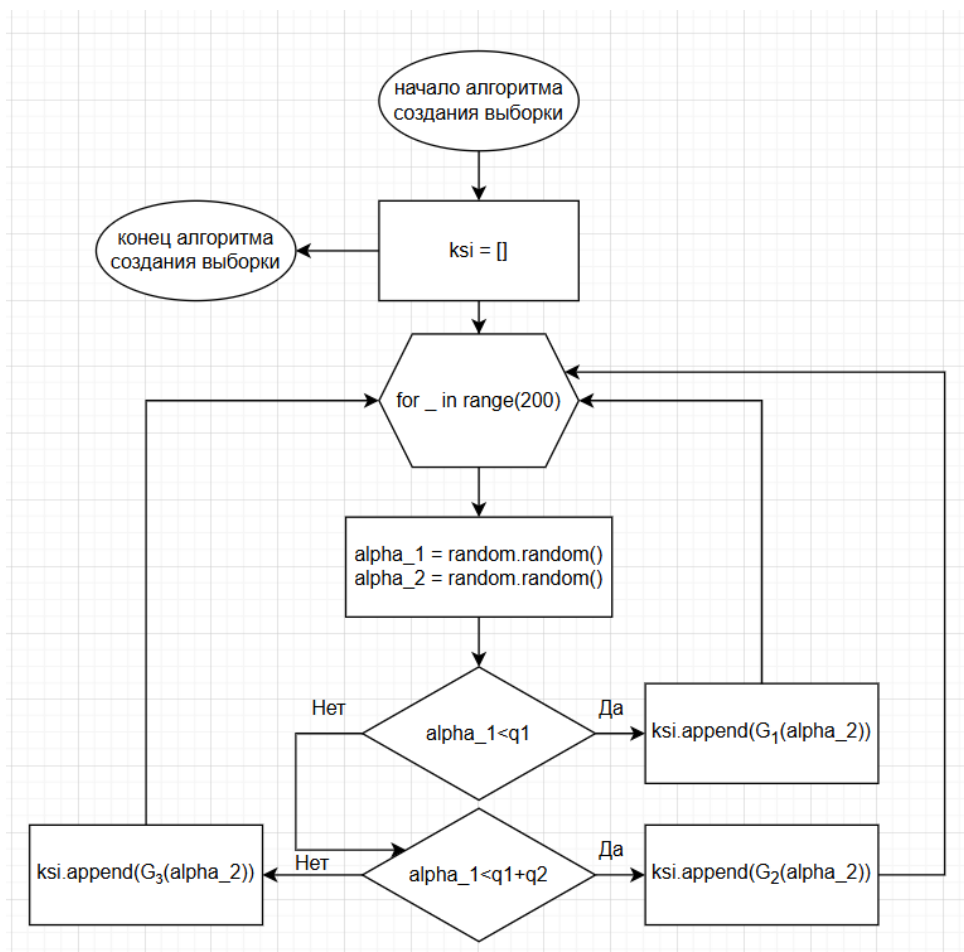 начало алгоритма
создания выборки
конец алгоритма
создания выборки
ksi = []
for _ in range(200)
alpha_1 = random.random()
alpha_2 = random.random()
Нет
Да
alpha_1<q1
ksi.append(G₁(alpha_2))
Нет
Да
ksi.append(G₃(alpha_2))
alpha_1<q1+q2
ksi.append(G₂(alpha_2))